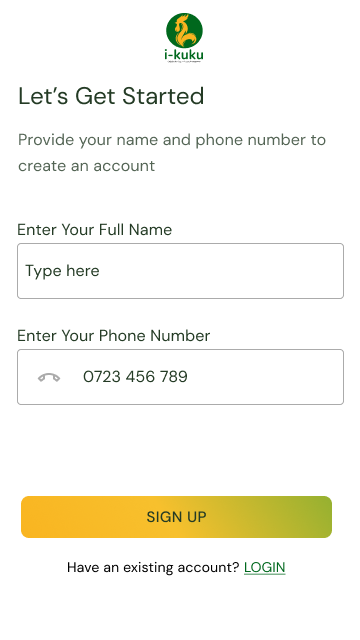 i-kuku
Let's Get Started
Provide your name and phone number to
create an account
Enter Your Full Name
Type here
Enter Your Phone Number
0723 456 789
SIGN UP
Have an existing account? LOGIN